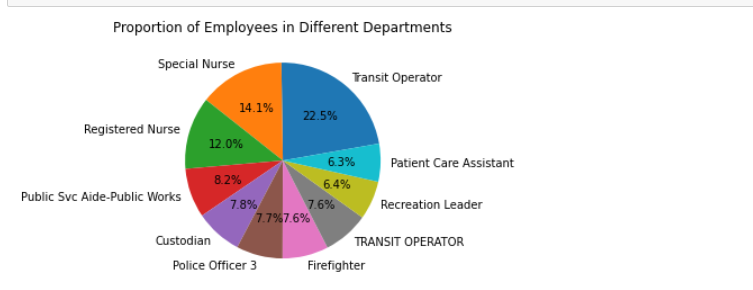 Proportion of Employees in Different Departments
Special Nurse
Transit Operator
14.1%
22.5%
Registered Nurse
12.0%
6.3%
Patient Care Assistant
8.2%
6.4%
Public Svc Aide-Public Works
7.8%
7.6%
Recreation Leader
7.7%
7.6%
Custodian
TRANSIT OPERATOR
Police Officer 3
Firefighter